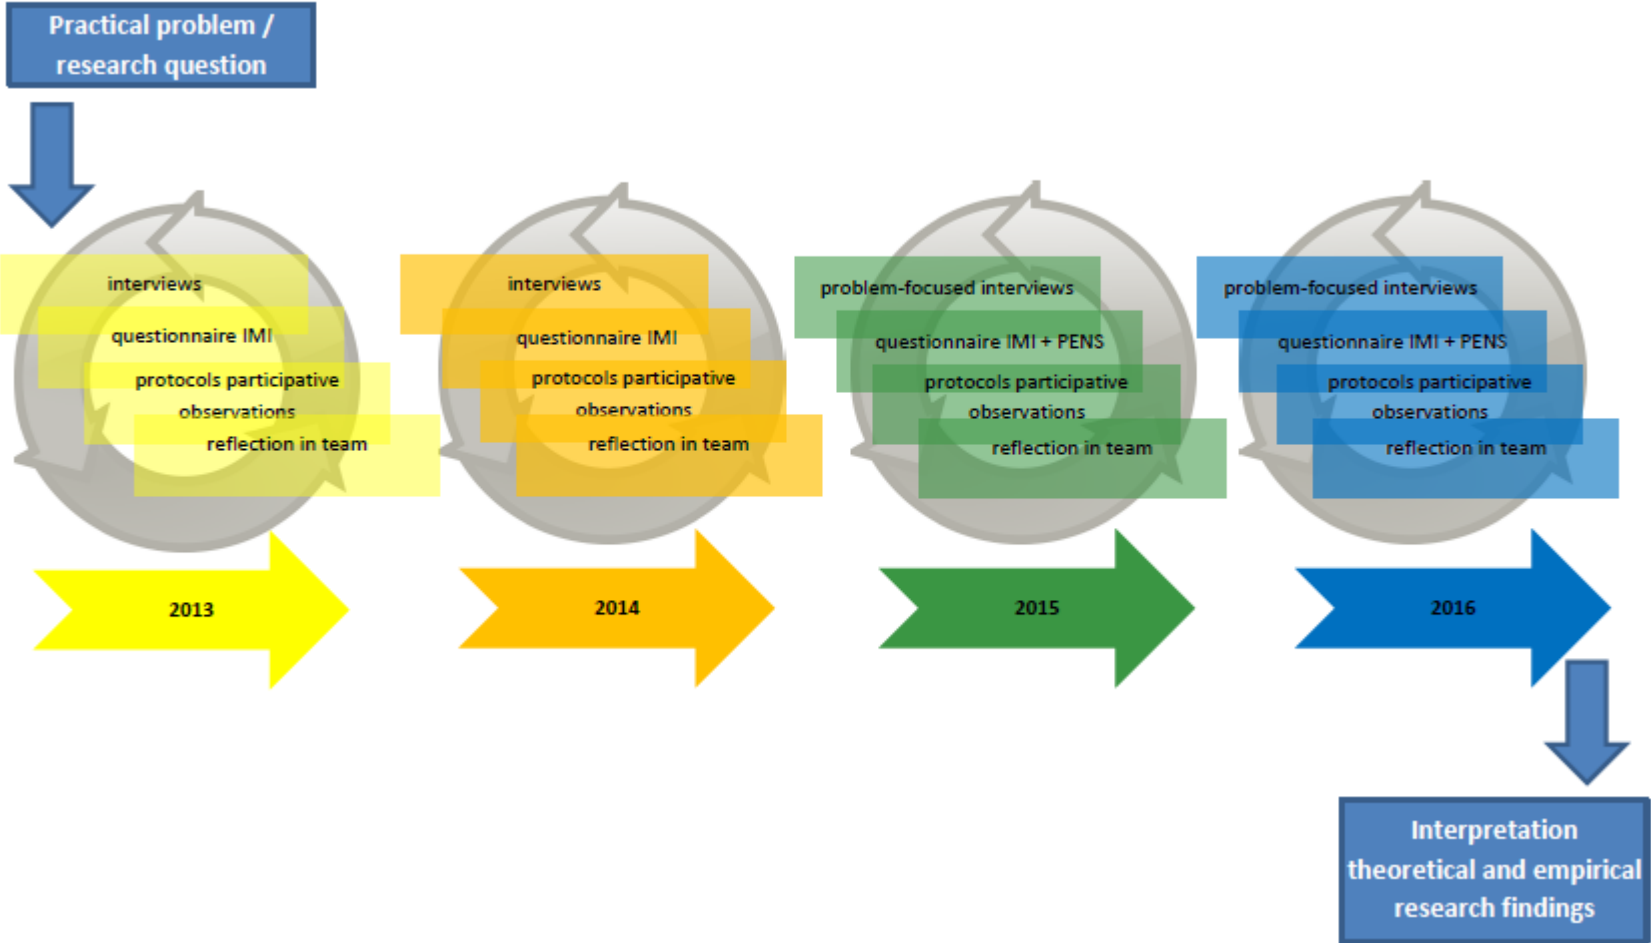 Practical problem /
research question
interviews
questionnaire IMI
protocols participative
observations
reflection in team
2013
interviews
questionnaire IMI
protocols participative
observations
reflection in team
2014
problem-focused interviews
questionnaire IMI + PENS
protocols participative
observations
reflection in team
2015
problem-focused interviews
questionnaire IMI + PENS
protocols participative
observations
reflection in team
2016
Interpretation
theoretical and empirical
research findings